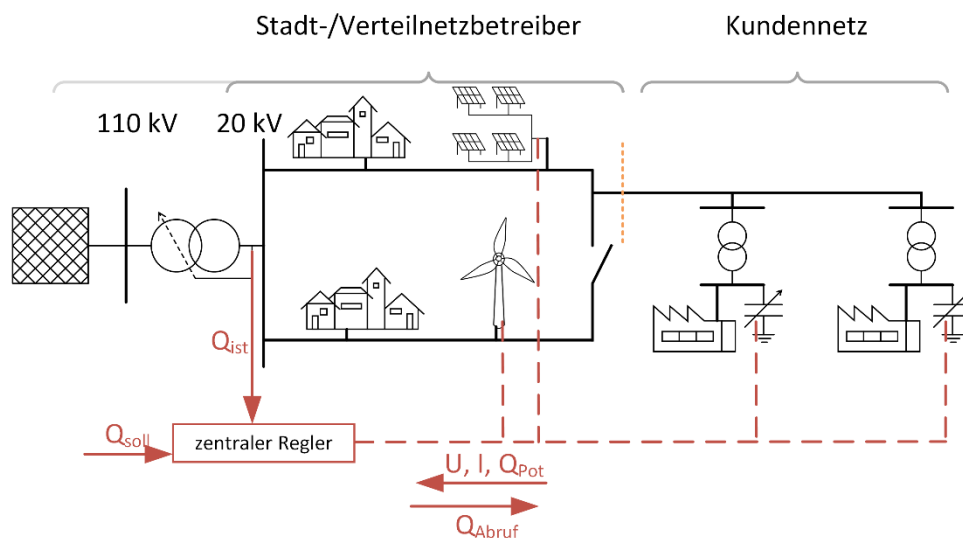 Stadt-/Verteilnetzbetreiber
Kundennetz
110 kV
20 kV
Qist
Qsoll
zentraler Regler
U, I, QPot
QAbruf